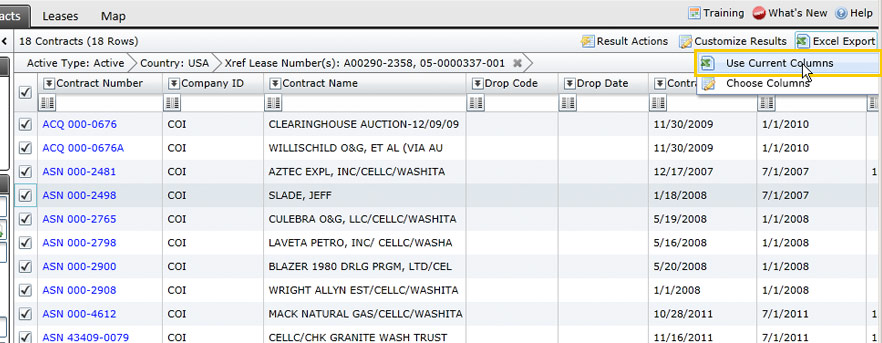 acts Leases Map Training What's New Help
18 Contracts (18 Rows) Result Actions Customize Results Excel Export
Active Type: Active Country: USA Xref Lease Number(s): A00290-2358, 05-0000337-001 Use Current Columns
Contract Number Company ID Contract Name Drop Code Drop Date Contra Choose Columns
ACQ 000-0676 COI CLEARINGHOUSE AUCTION-12/09/09 11/30/2009 1/1/2010
ACQ 000-0676A COI WILLISCHILD O&G, ET AL (VIA AU 11/30/2009 1/1/2010
ASN 000-2481 COI AZTEC EXPL, INC/CELLC/WASHITA 12/17/2007 7/1/2007 1
ASN 000-2498 COI SLADE, JEFF 1/18/2008 7/1/2007
ASN 000-2765 COI CULEBRA O&G, LLC/CELLC/WASHITA 5/19/2008 1/1/2008
ASN 000-2798 COI LAVETA PETRO, INC/ CELLC/WASHA 5/16/2008 1/1/2008
ASN 000-2900 COI BLAZER 1980 DRLG PRGM, LTD/CEL 5/20/2008 1/1/2008
ASN 000-2908 COI WRIGHT ALLYN EST/CELLC/WASHITA 1/1/2008 1/1/2008
ASN 000-4612 COI MACK NATURAL GAS/CELLC/WASHITA 10/28/2011 7/1/2011 1
ASN 43409-0079 COI CELLC/CHK GRANITE WASH TRUST 11/16/2011 7/1/2011 1